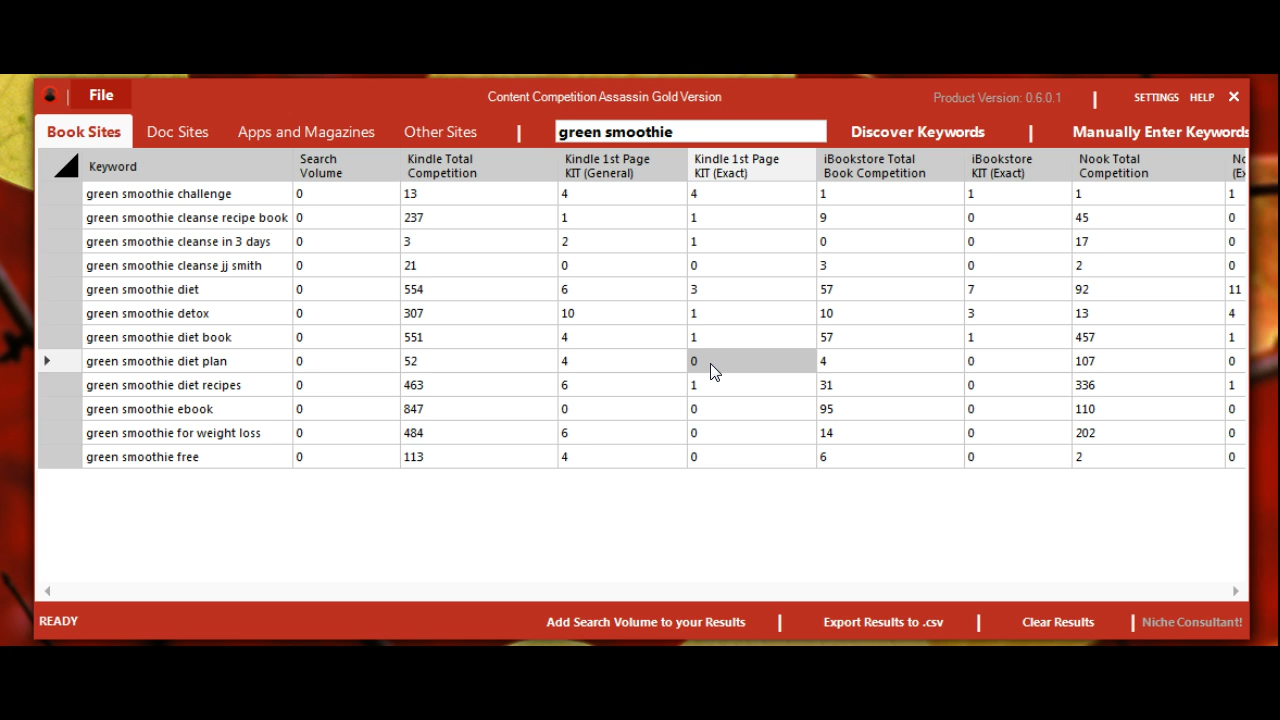 File | Content Competition Assassin Gold Version Product Version: 0.6.0.1 | SETTINGS HELP
Book Sites Doc Sites Apps and Magazines Other Sites | green smoothie Discover Keywords | Manually Enter Keywords
Keyword Search Volume Kindle Total Competition Kindle 1st Page KIT (General) Kindle 1st Page KIT (Exact) iBookstore Total Book Competition iBookstore KIT (Exact) Nook Total Competition
green smoothie challenge 0 13 4 4 1 1 1 1
green smoothie cleanse recipe book 0 237 1 1 9 0 45 0
green smoothie cleanse in 3 days 0 3 2 1 0 0 17 0
green smoothie cleanse jj smith 0 21 0 0 3 0 2 0
green smoothie diet 0 554 6 3 57 7 92 11
green smoothie detox 0 307 10 1 10 3 13 4
green smoothie diet book 0 551 4 1 57 1 457 1
green smoothie diet plan 0 52 4 0 4 0 107 0
green smoothie diet recipes 0 463 6 1 31 0 336 1
green smoothie ebook 0 847 0 0 95 0 110 0
green smoothie for weight loss 0 484 6 0 14 0 202 0
green smoothie free 0 113 4 0 6 0 2 0
READY Add Search Volume to your Results | Export Results to .csv | Clear Results | Niche Consultant!